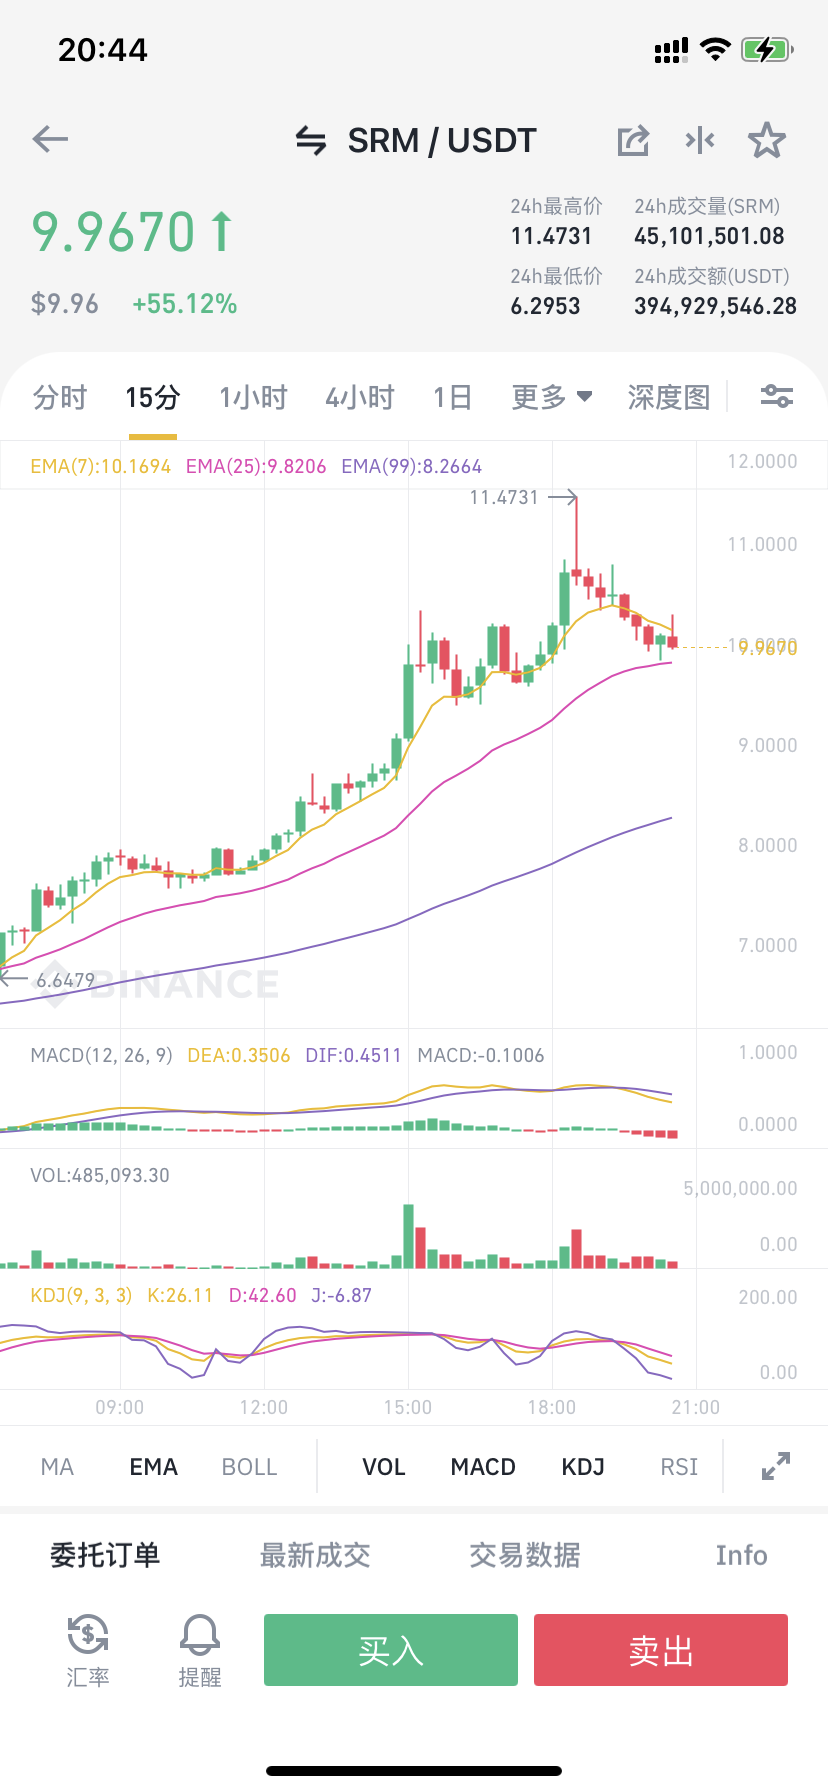 20:44
SRM / USDT
9.9670
$9.96 +55.12%
24h最高价 24h成交量(SRM)
11.4731 45,101,501.08
24h最低价 24h成交额(USDT)
6.2953 394,929,546.28
分时 15分 1小时 4小时 1日 更多 深度图
EMA(7):10.1694 EMA(25):9.8206 EMA(99):8.2664
12.0000
11.4731
11.0000
10.0000
9.9670
9.0000
8.0000
7.0000
6.6479
BINANCE
MACD(12, 26, 9) DEA:0.3506 DIF:0.4511 MACD:-0.1006
1.0000
0.0000
VOL:485,093.30
5,000,000.00
0.00
KDJ(9, 3, 3) K:26.11 D:42.60 J:-6.87
200.00
0.00
09:00 12:00 15:00 18:00 21:00
MA EMA BOLL VOL MACD KDJ RSI
委托订单 最新成交 交易数据 Info
汇率 提醒 买入 卖出